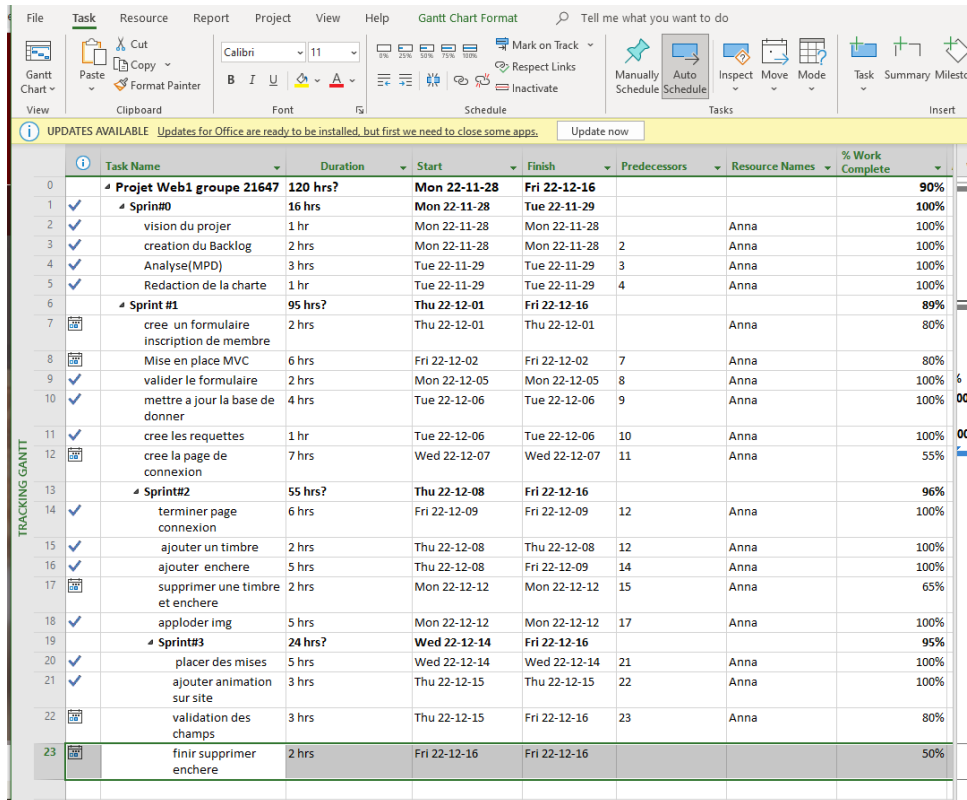 File Task Resource Report Project View Help Gantt Chart Format Tell me what you want to do
Gantt Chart
Paste
Cut
Copy
Format Painter
Calibri 11
B I U A
0% 25% 50% 75% 100%
Mark on Track
Respect Links
Inactivate
Manually Schedule
Auto Schedule
Inspect Move Mode
Task Summary Milesto
View Clipboard Font Schedule Tasks Insert
UPDATES AVAILABLE Updates for Office are ready to be installed, but first we need to close some apps. Update now
Task Name Duration Start Finish Predecessors Resource Names % Work Complete
0 Projet Web1 groupe 21647 120 hrs? Mon 22-11-28 Fri 22-12-16 90%
1 Sprin#0 16 hrs Mon 22-11-28 Tue 22-11-29 100%
2 vision du projer 1 hr Mon 22-11-28 Mon 22-11-28 Anna 100%
3 creation du Backlog 2 hrs Mon 22-11-28 Mon 22-11-28 2 Anna 100%
4 Analyse(MPD) 3 hrs Tue 22-11-29 Tue 22-11-29 3 Anna 100%
5 Redaction de la charte 1 hr Tue 22-11-29 Tue 22-11-29 4 Anna 100%
6 Sprint #1 95 hrs? Thu 22-12-01 Fri 22-12-16 89%
7 cree un formulaire 2 hrs Thu 22-12-01 Thu 22-12-01 Anna 80%
inscription de membre
8 Mise en place MVC 6 hrs Fri 22-12-02 Fri 22-12-02 7 Anna 80%
9 valider le formulaire 2 hrs Mon 22-12-05 Mon 22-12-05 8 Anna 100%
10 mettre a jour la base de 4 hrs Tue 22-12-06 Tue 22-12-06 9 Anna 100%
donner
11 cree les requettes 1 hr Tue 22-12-06 Tue 22-12-06 10 Anna 100%
12 cree la page de 7 hrs Wed 22-12-07 Wed 22-12-07 11 Anna 55%
connexion
13 Sprint#2 55 hrs? Thu 22-12-08 Fri 22-12-16 96%
14 terminer page 6 hrs Fri 22-12-09 Fri 22-12-09 12 Anna 100%
connexion
15 ajouter un timbre 2 hrs Thu 22-12-08 Thu 22-12-08 12 Anna 100%
16 ajouter enchere 5 hrs Thu 22-12-08 Fri 22-12-09 14 Anna 100%
17 supprimer une timbre 2 hrs Mon 22-12-12 Mon 22-12-12 15 Anna 65%
et enchere
18 apploder img 5 hrs Mon 22-12-12 Mon 22-12-12 17 Anna 100%
19 Sprint#3 24 hrs? Wed 22-12-14 Fri 22-12-16 95%
20 placer des mises 5 hrs Wed 22-12-14 Wed 22-12-14 21 Anna 100%
21 ajouter animation 3 hrs Thu 22-12-15 Thu 22-12-15 22 Anna 100%
sur site
22 validation des 3 hrs Thu 22-12-15 Fri 22-12-16 23 Anna 80%
champs
23 finir supprimer 2 hrs Fri 22-12-16 Fri 22-12-16 50%
enchere
TRACKING GANTT